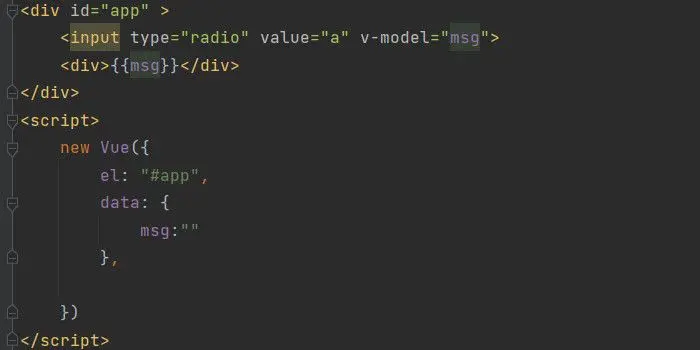 <div id="app" >
<input type="radio" value="a" v-model="msg">
<div>{{msg}}</div>
</div>
<script>
new Vue({
el: "#app",
data: {
msg:""
},
})
</script>